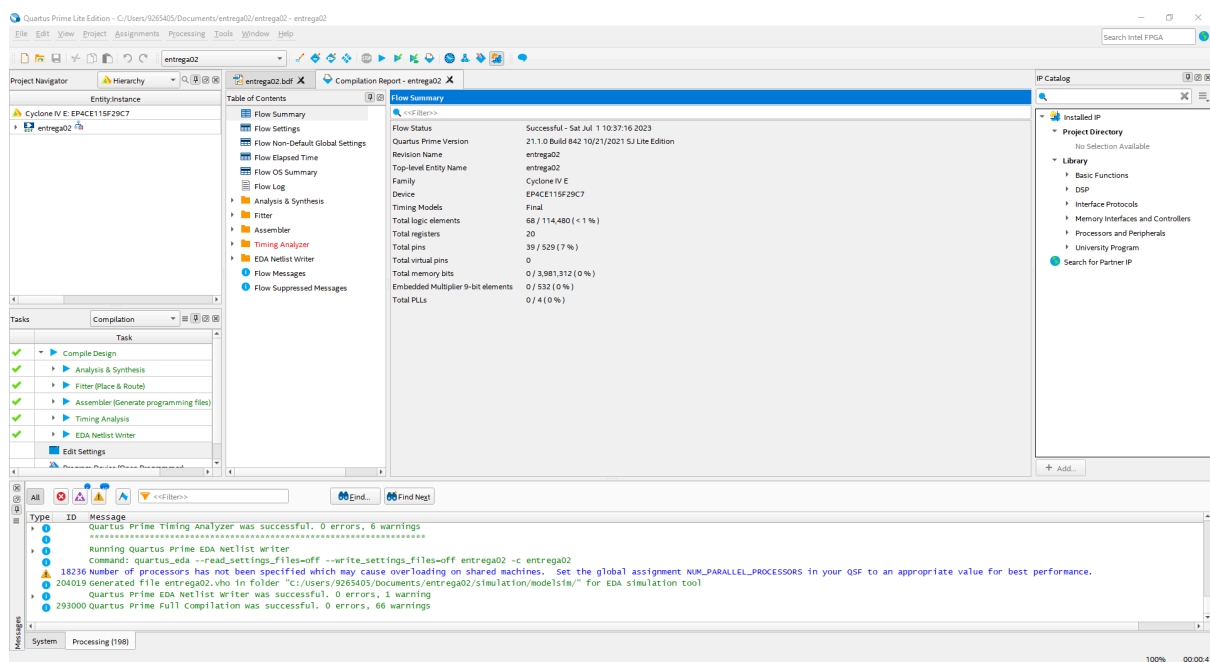 Quartus Prime Lite Edition - C:/Users/9265405/Documents/entrega02/entrega02 - entrega02
File Edit View Project Assignments Processing Tools Window Help
Search Intel FPGA
entrega02
Project Navigator
Hierarchy
Entity:Instance
Cyclone IV E: EP4CE115F29C7
entrega02
entrega02.bdf
Compilation Report - entrega02
Table of Contents
Flow Summary
Flow Settings
Flow Non-Default Global Settings
Flow Elapsed Time
Flow OS Summary
Flow Log
Analysis & Synthesis
Fitter
Assembler
Timing Analyzer
EDA Netlist Writer
Flow Messages
Flow Suppressed Messages
Flow Summary
<<Filter>>
Flow Status Successful - Sat Jul 1 10:37:16 2023
Quartus Prime Version 21.1.0 Build 842 10/21/2021 SJ Lite Edition
Revision Name entrega02
Top-level Entity Name entrega02
Family Cyclone IV E
Device EP4CE115F29C7
Timing Models Final
Total logic elements 68 / 114,480 ( < 1 % )
Total registers 20
Total pins 39 / 529 ( 7 % )
Total virtual pins 0
Total memory bits 0 / 3,981,312 ( 0 % )
Embedded Multiplier 9-bit elements 0 / 532 ( 0 % )
Total PLLs 0 / 4 ( 0 % )
IP Catalog
Installed IP
Project Directory
No Selection Available
Library
Basic Functions
DSP
Interface Protocols
Memory Interfaces and Controllers
Processors and Peripherals
University Program
Search for Partner IP
+ Add...
Tasks
Compilation
Task
Compile Design
Analysis & Synthesis
Fitter (Place & Route)
Assembler (Generate programming files)
Timing Analysis
EDA Netlist Writer
Edit Settings
All
<<Filter>>
Find...
Find Next
Type ID Message
Quartus Prime Timing Analyzer was successful. 0 errors, 6 warnings
*******************************************************************
Running Quartus Prime EDA Netlist Writer
Command: quartus_eda --read_settings_files=off --write_settings_files=off entrega02 -c entrega02
18236 Number of processors has not been specified which may cause overloading on shared machines. Set the global assignment NUM_PARALLEL_PROCESSORS in your QSF to an appropriate value for best performance.
204019 Generated file entrega02.vho in folder "C:/Users/9265405/Documents/entrega02/simulation/modelsim/" for EDA simulation tool
Quartus Prime EDA Netlist Writer was successful. 0 errors, 1 warning
293000 Quartus Prime Full Compilation was successful. 0 errors, 66 warnings
Messages
System
Processing (198)
100%